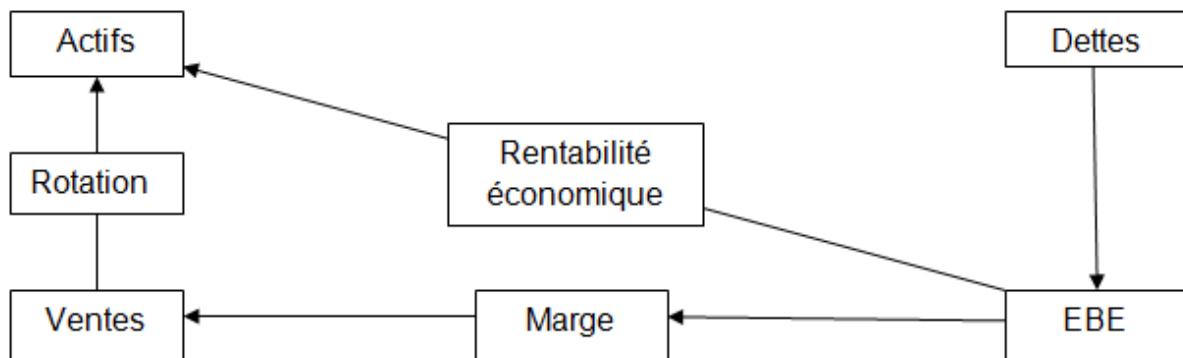 Actifs
Dettes
Rentabilité
économique
Rotation
Ventes
Marge
EBE